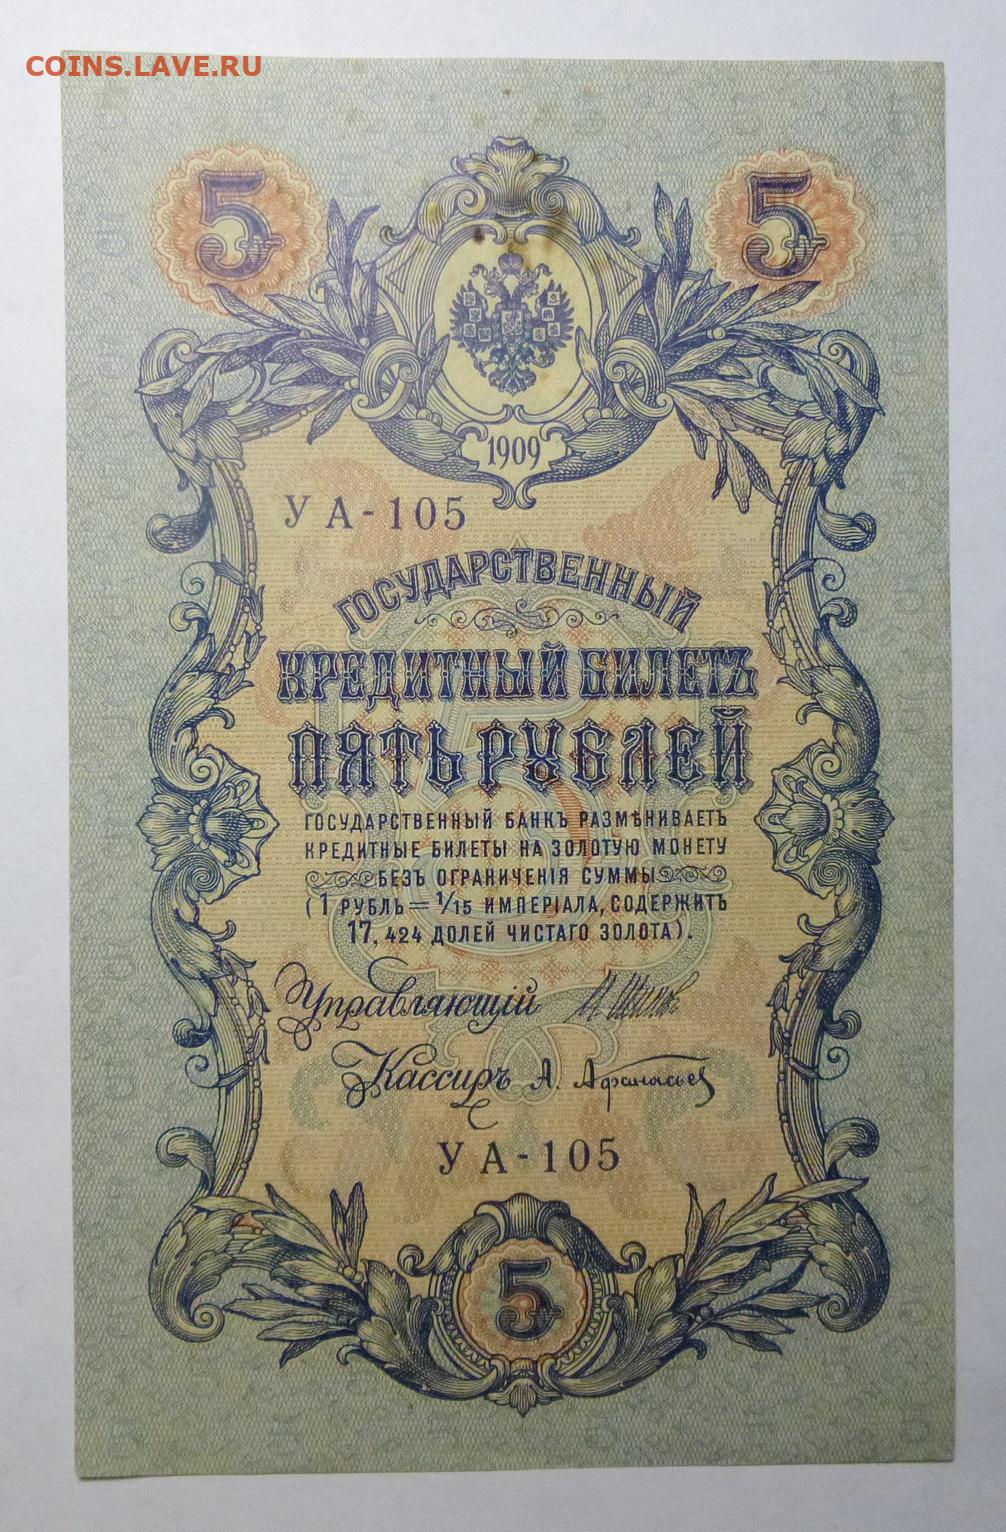 COINS.LAVE.RU
5 5
1909
УА-105
ГОСУДАРСТВЕННЫЙ
КРЕДИТНЫЙ БИЛЕТЪ
ПЯТЬ РУБЛЕЙ
ГОСУДАРСТВЕННЫЙ БАНКЪ РАЗМѢНИВАЕТЪ
КРЕДИТНЫЕ БИЛЕТЫ НА ЗОЛОТУЮ МОНЕТУ
БЕЗЪ ОГРАНИЧЕНІЯ СУММЫ
(1 РУБЛЬ = 1/15 ИМПЕРІАЛА, СОДЕРЖИТЪ
17,424 ДОЛЕЙ ЧИСТАГО ЗОЛОТА).
Управляющій И. Шипов
Кассиръ А. Афанасьев
УА-105
5